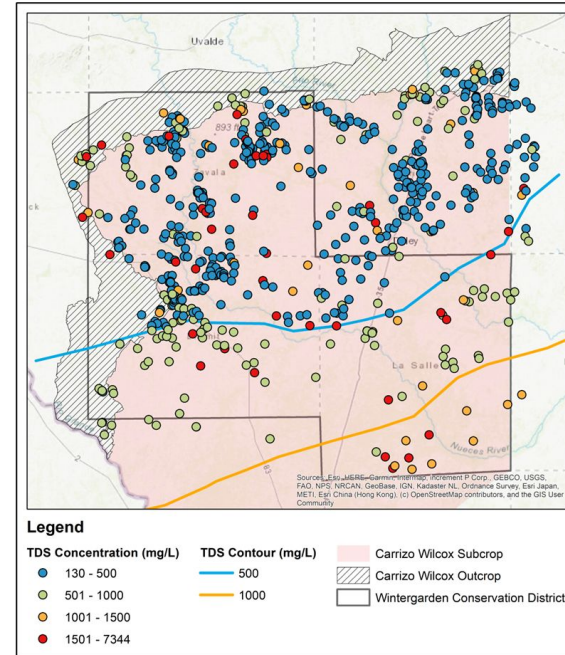 Uvalde
893 ft
La Salle
35
83
2
Nueces River
Sources: Esri, HERE, Garmin, Intermap, increment P Corp., GEBCO, USGS,
FAO, NPS, NRCAN, GeoBase, IGN, Kadaster NL, Ordnance Survey, Esri Japan,
METI, Esri China (Hong Kong), (c) OpenStreetMap contributors, and the GIS User
Community
Legend
TDS Concentration (mg/L)
130 - 500
501 - 1000
1001 - 1500
1501 - 7344
TDS Contour (mg/L)
500
1000
Carrizo Wilcox Subcrop
Carrizo Wilcox Outcrop
Wintergarden Conservation District